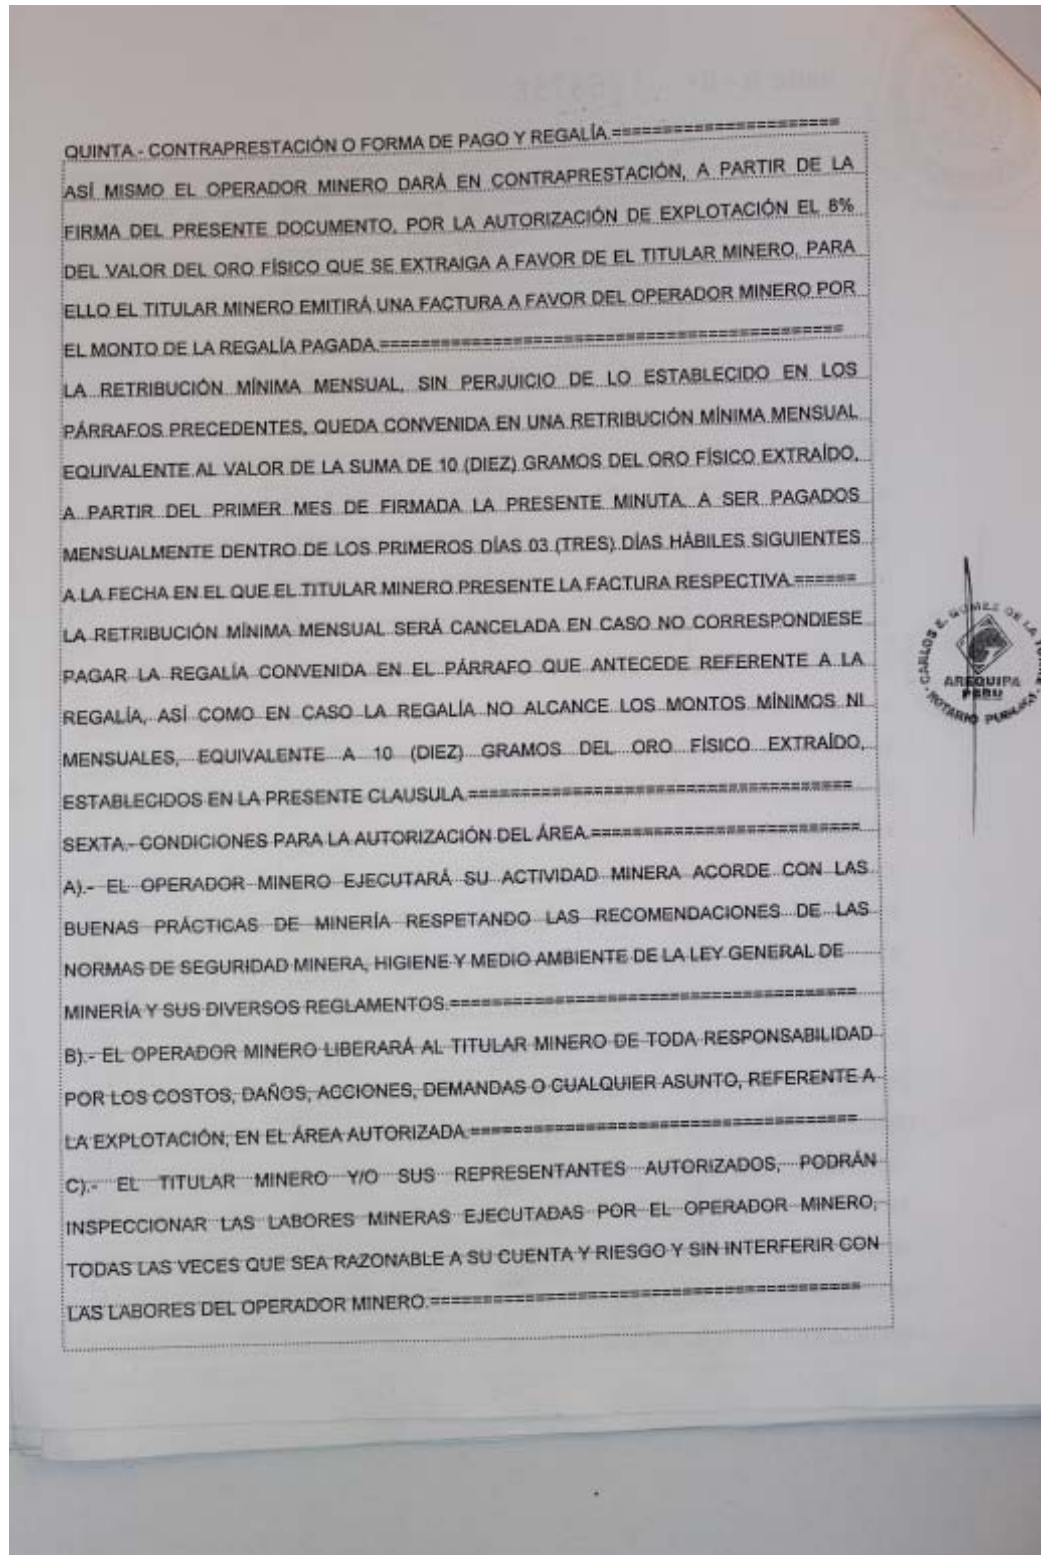 QUINTA.- CONTRAPRESTACIÓN O FORMA DE PAGO Y REGALÍA.======================
ASÍ MISMO EL OPERADOR MINERO DARÁ EN CONTRAPRESTACIÓN, A PARTIR DE LA
FIRMA DEL PRESENTE DOCUMENTO, POR LA AUTORIZACIÓN DE EXPLOTACIÓN EL 8%
DEL VALOR DEL ORO FÍSICO QUE SE EXTRAIGA A FAVOR DE EL TITULAR MINERO, PARA
ELLO EL TITULAR MINERO EMITIRÁ UNA FACTURA A FAVOR DEL OPERADOR MINERO POR
EL MONTO DE LA REGALÍA PAGADA.============================================
LA RETRIBUCIÓN MÍNIMA MENSUAL, SIN PERJUICIO DE LO ESTABLECIDO EN LOS
PÁRRAFOS PRECEDENTES, QUEDA CONVENIDA EN UNA RETRIBUCIÓN MÍNIMA MENSUAL
EQUIVALENTE AL VALOR DE LA SUMA DE 10 (DIEZ) GRAMOS DEL ORO FÍSICO EXTRAÍDO,
A PARTIR DEL PRIMER MES DE FIRMADA LA PRESENTE MINUTA, A SER PAGADOS
MENSUALMENTE DENTRO DE LOS PRIMEROS DÍAS 03 (TRES) DÍAS HÁBILES SIGUIENTES
A LA FECHA EN EL QUE EL TITULAR MINERO PRESENTE LA FACTURA RESPECTIVA.======
LA RETRIBUCIÓN MÍNIMA MENSUAL SERÁ CANCELADA EN CASO NO CORRESPONDIESE
PAGAR LA REGALÍA CONVENIDA EN EL PÁRRAFO QUE ANTECEDE REFERENTE A LA
REGALÍA, ASÍ COMO EN CASO LA REGALÍA NO ALCANCE LOS MONTOS MÍNIMOS NI
MENSUALES, EQUIVALENTE A 10 (DIEZ) GRAMOS DEL ORO FÍSICO EXTRAÍDO,
ESTABLECIDOS EN LA PRESENTE CLAUSULA.=====================================
SEXTA.- CONDICIONES PARA LA AUTORIZACIÓN DEL ÁREA.==========================
A).- EL OPERADOR MINERO EJECUTARÁ SU ACTIVIDAD MINERA ACORDE CON LAS
BUENAS PRÁCTICAS DE MINERÍA RESPETANDO LAS RECOMENDACIONES DE LAS
NORMAS DE SEGURIDAD MINERA, HIGIENE Y MEDIO AMBIENTE DE LA LEY GENERAL DE
MINERÍA Y SUS DIVERSOS REGLAMENTOS.=======================================
B).- EL OPERADOR MINERO LIBERARÁ AL TITULAR MINERO DE TODA RESPONSABILIDAD
POR LOS COSTOS, DAÑOS, ACCIONES, DEMANDAS O CUALQUIER ASUNTO, REFERENTE A
LA EXPLOTACIÓN, EN EL ÁREA AUTORIZADA.=====================================
C).- EL TITULAR MINERO Y/O SUS REPRESENTANTES AUTORIZADOS, PODRÁN
INSPECCIONAR LAS LABORES MINERAS EJECUTADAS POR EL OPERADOR MINERO,
TODAS LAS VECES QUE SEA RAZONABLE A SU CUENTA Y RIESGO Y SIN INTERFERIR CON
LAS LABORES DEL OPERADOR MINERO.=========================================
CARLOS E. GOMEZ DE LA TORRE
AREQUIPA
PERU
NOTARIO PUBLICO